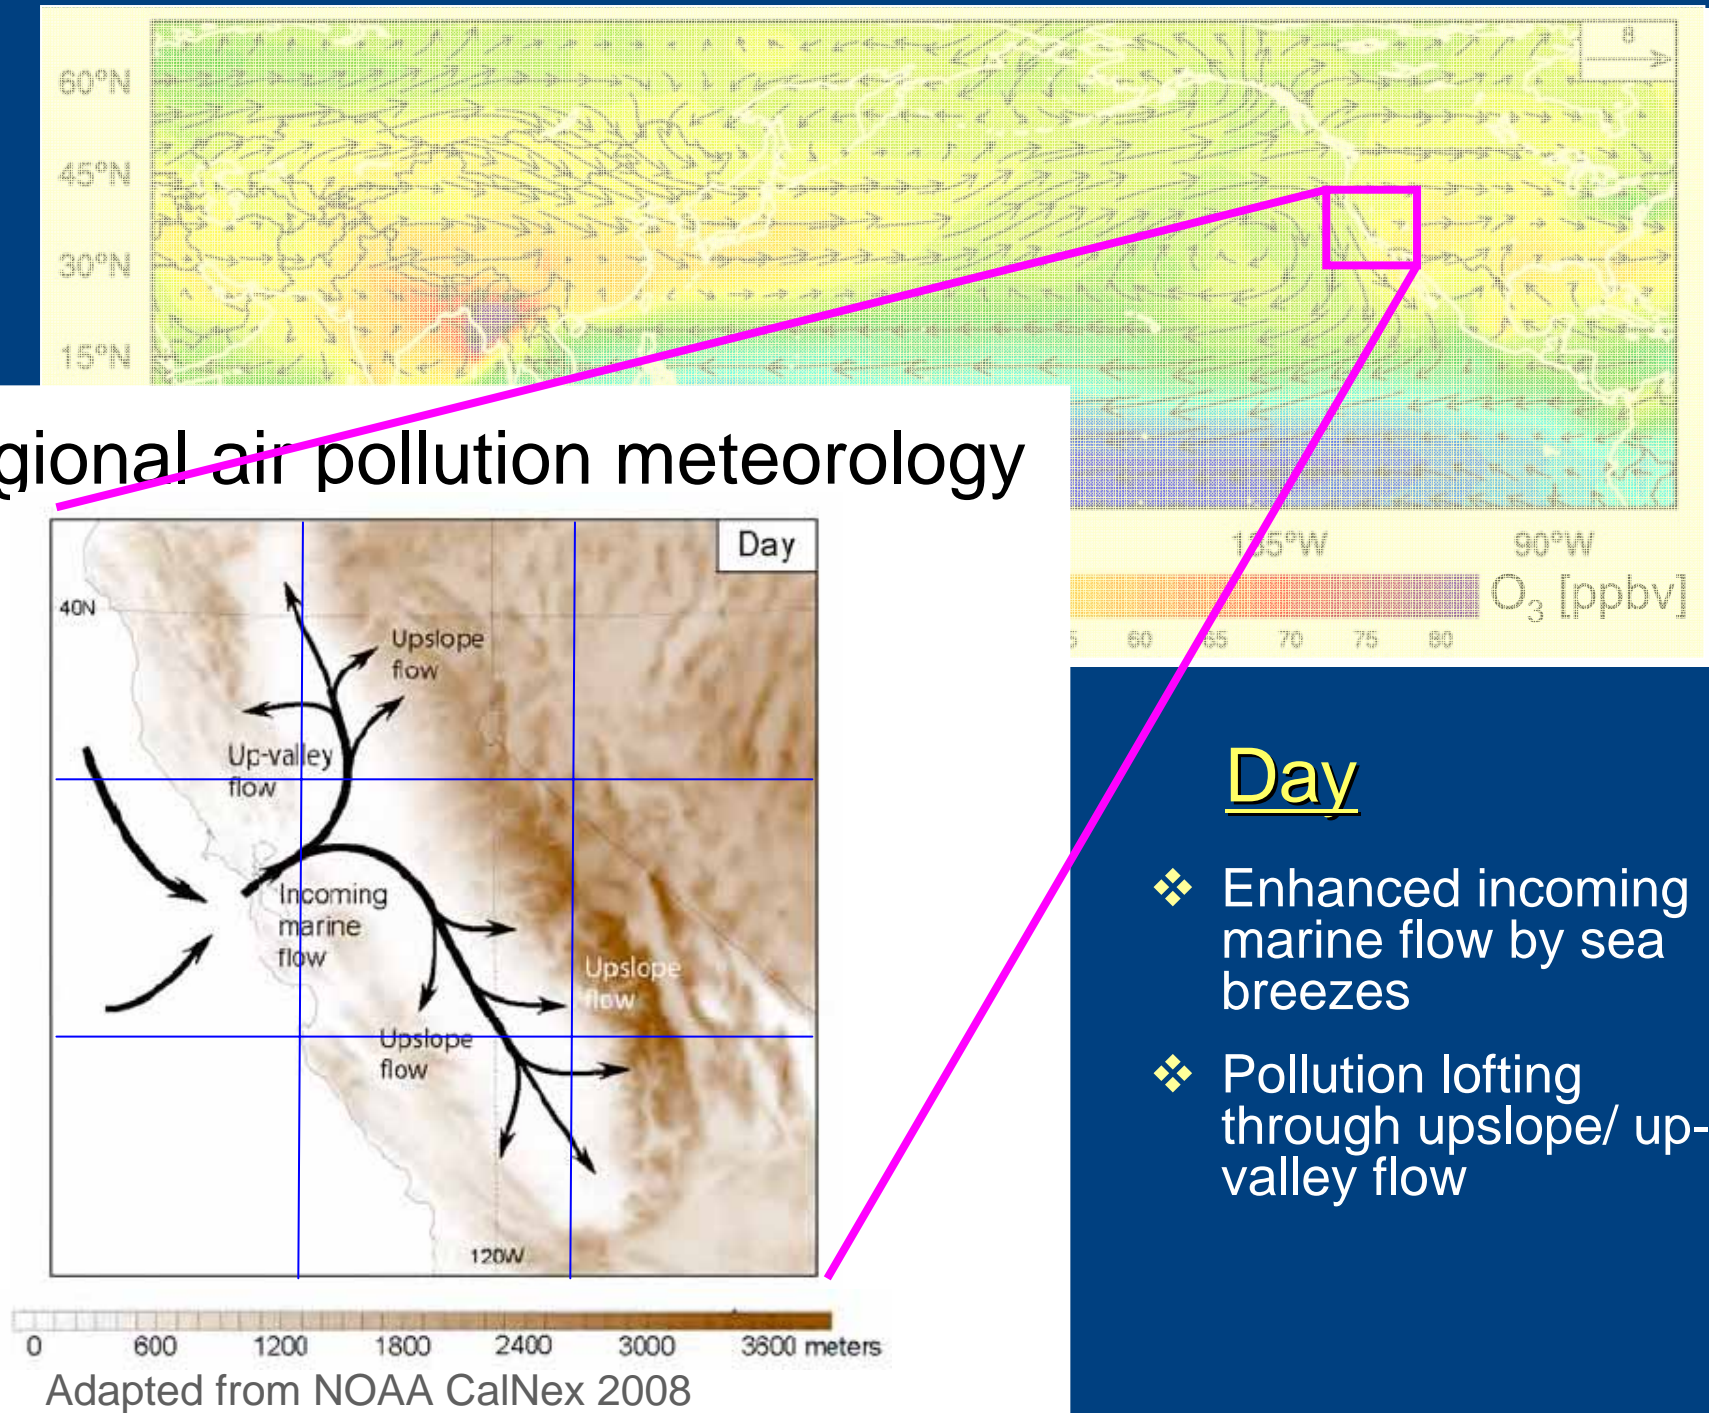 8
60°N
45°N
30°N
15°N
135°W
90°W
O3 [ppbv]
60
65
70
75
80
gional air pollution meteorology
Day
40N
Upslope
flow
Up-valley
flow
Incoming
marine
flow
Upslope
flow
Upslope
flow
120W
0 600 1200 1800 2400 3000 3600 meters
Adapted from NOAA CalNex 2008
Day
Enhanced incoming
marine flow by sea
breezes
Pollution lofting
through upslope/ up-
valley flow